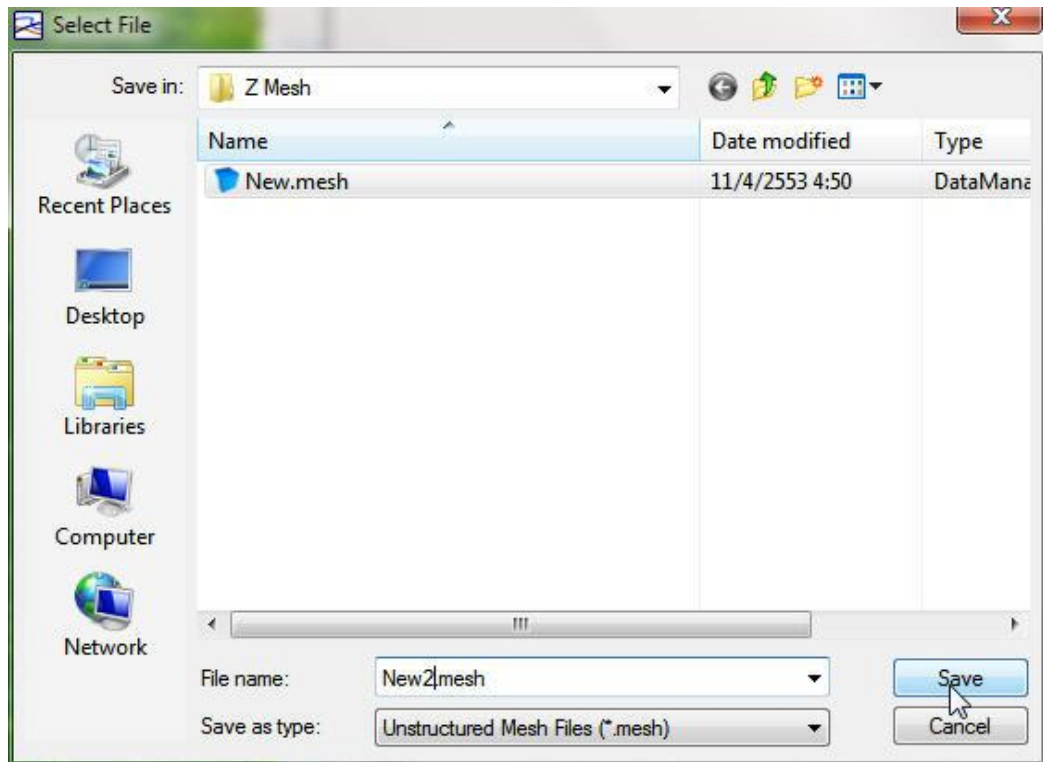 Select File
Save in: Z Mesh
Name Date modified Type
New.mesh 11/4/2553 4:50 DataMana
Recent Places
Desktop
Libraries
Computer
Network
File name: New2.mesh Save
Save as type: Unstructured Mesh Files (*.mesh) Cancel